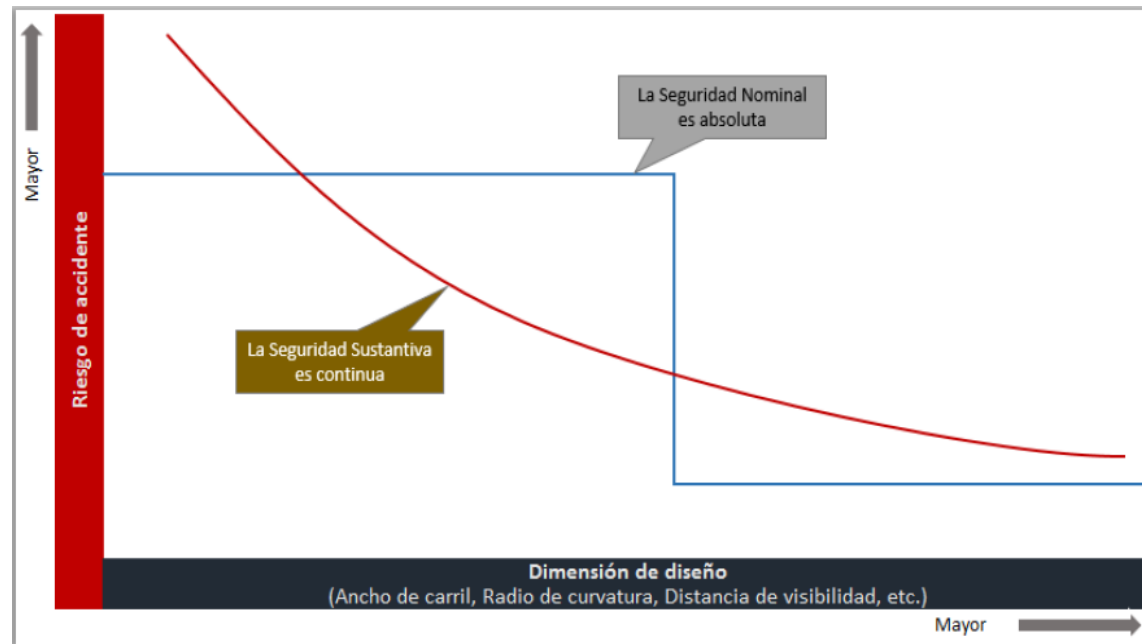 Mayor
Riesgo de accidente
La Seguridad Nominal
es absoluta
La Seguridad Sustantiva
es continua
Dimensión de diseño
(Ancho de carril, Radio de curvatura, Distancia de visibilidad, etc.)
Mayor